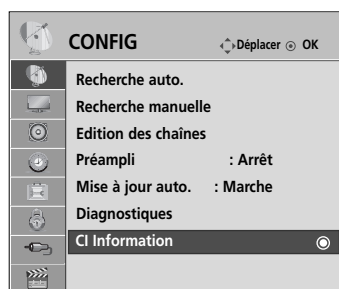 CONFIG Déplacer OK
Recherche auto.
Recherche manuelle
Edition des chaînes
Préampli : Arrêt
Mise à jour auto. : Marche
Diagnostiques
CI Information